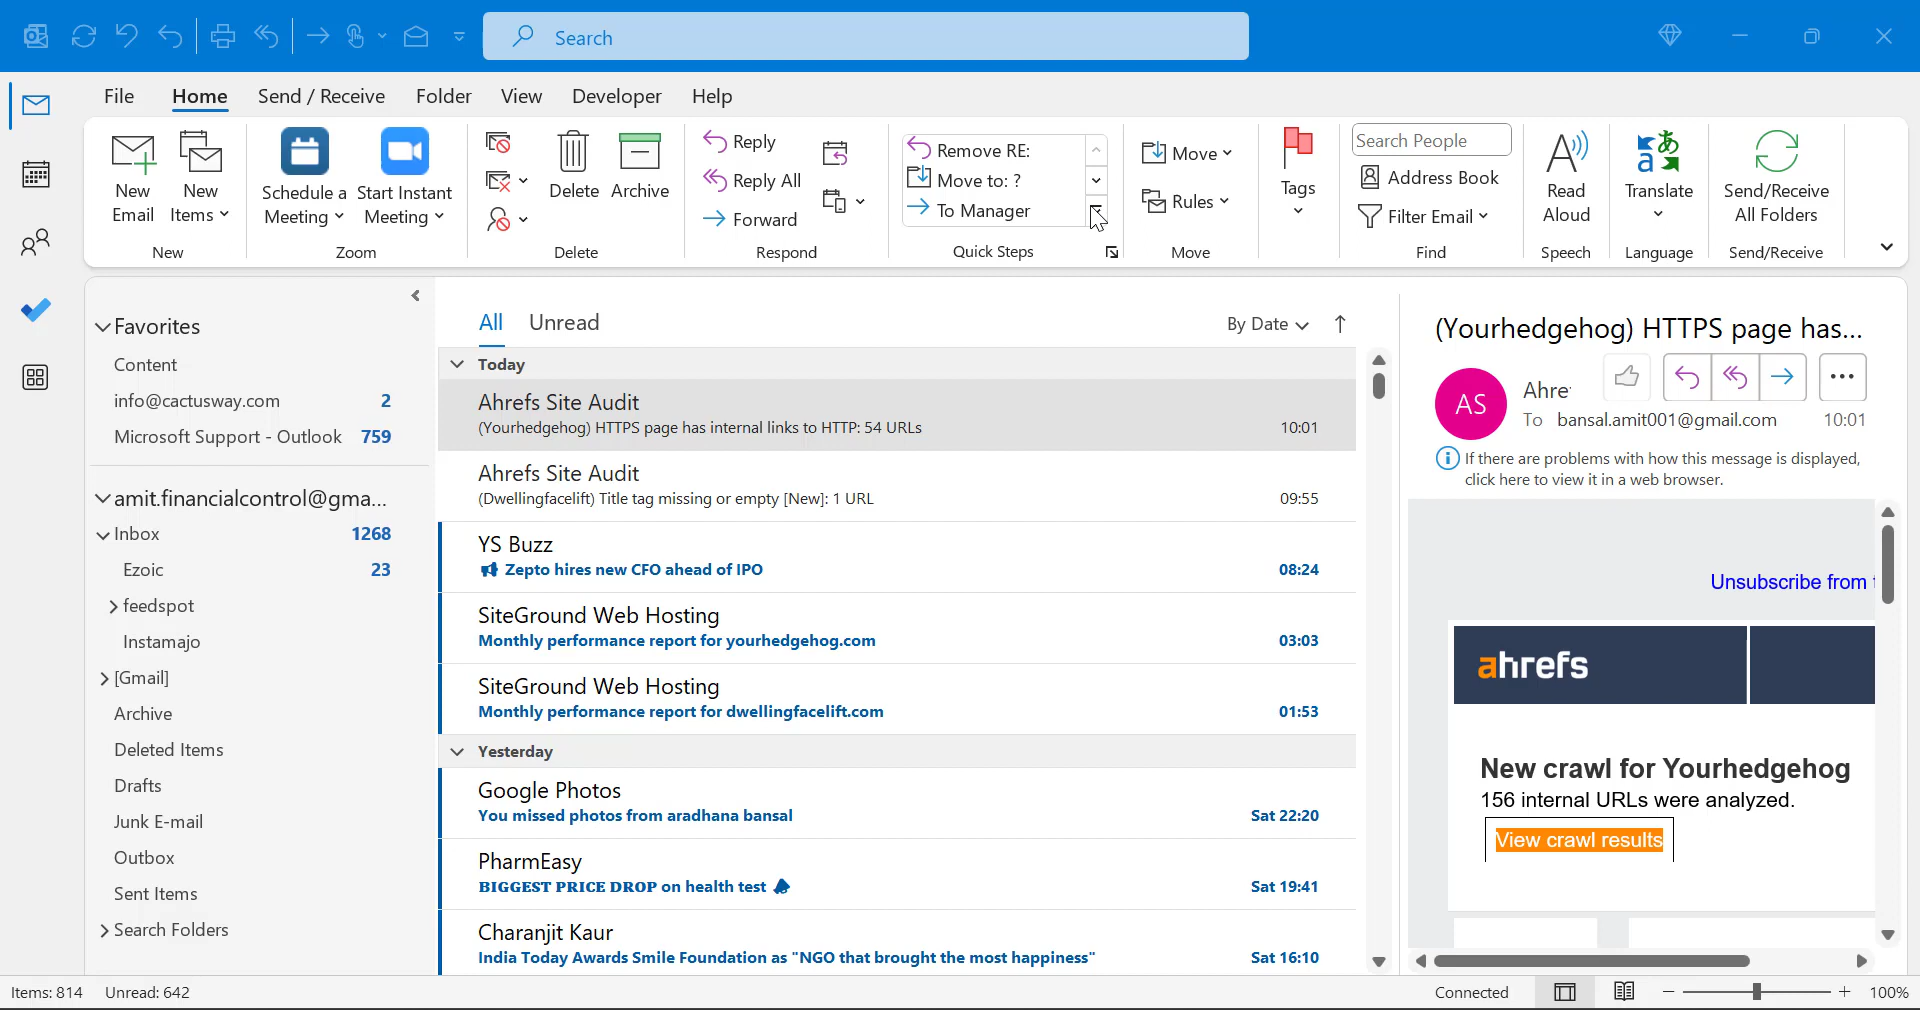 Search
File Home Send / Receive Folder View Developer Help
New Email
New Items
New
Schedule a Meeting
Start Instant Meeting
Zoom
Delete
Archive
Delete
Reply
Reply All
Forward
Respond
Remove RE:
Move to: ?
To Manager
Quick Steps
Move
Rules
Move
Tags
Search People
Address Book
Filter Email
Find
Read Aloud
Speech
Translate
Language
Send/Receive All Folders
Send/Receive
Favorites
Content
info@cactusway.com 2
Microsoft Support - Outlook 759
amit.financialcontrol@gma...
Inbox 1268
Ezoic 23
feedspot
Instamajo
[Gmail]
Archive
Deleted Items
Drafts
Junk E-mail
Outbox
Sent Items
Search Folders
All Unread By Date
Today
Ahrefs Site Audit
(Yourhedgehog) HTTPS page has internal links to HTTP: 54 URLs 10:01
Ahrefs Site Audit
(Dwellingfacelift) Title tag missing or empty [New]: 1 URL 09:55
YS Buzz
Zepto hires new CFO ahead of IPO 08:24
SiteGround Web Hosting
Monthly performance report for yourhedgehog.com 03:03
SiteGround Web Hosting
Monthly performance report for dwellingfacelift.com 01:53
Yesterday
Google Photos
You missed photos from aradhana bansal Sat 22:20
PharmEasy
BIGGEST PRICE DROP on health test Sat 19:41
Charanjit Kaur
India Today Awards Smile Foundation as "NGO that brought the most happiness" Sat 16:10
(Yourhedgehog) HTTPS page has...
AS
Ahre
To bansal.amit001@gmail.com 10:01
If there are problems with how this message is displayed,
click here to view it in a web browser.
Unsubscribe from
ahrefs
New crawl for Yourhedgehog
156 internal URLs were analyzed.
View crawl results
Items: 814 Unread: 642 Connected 100%